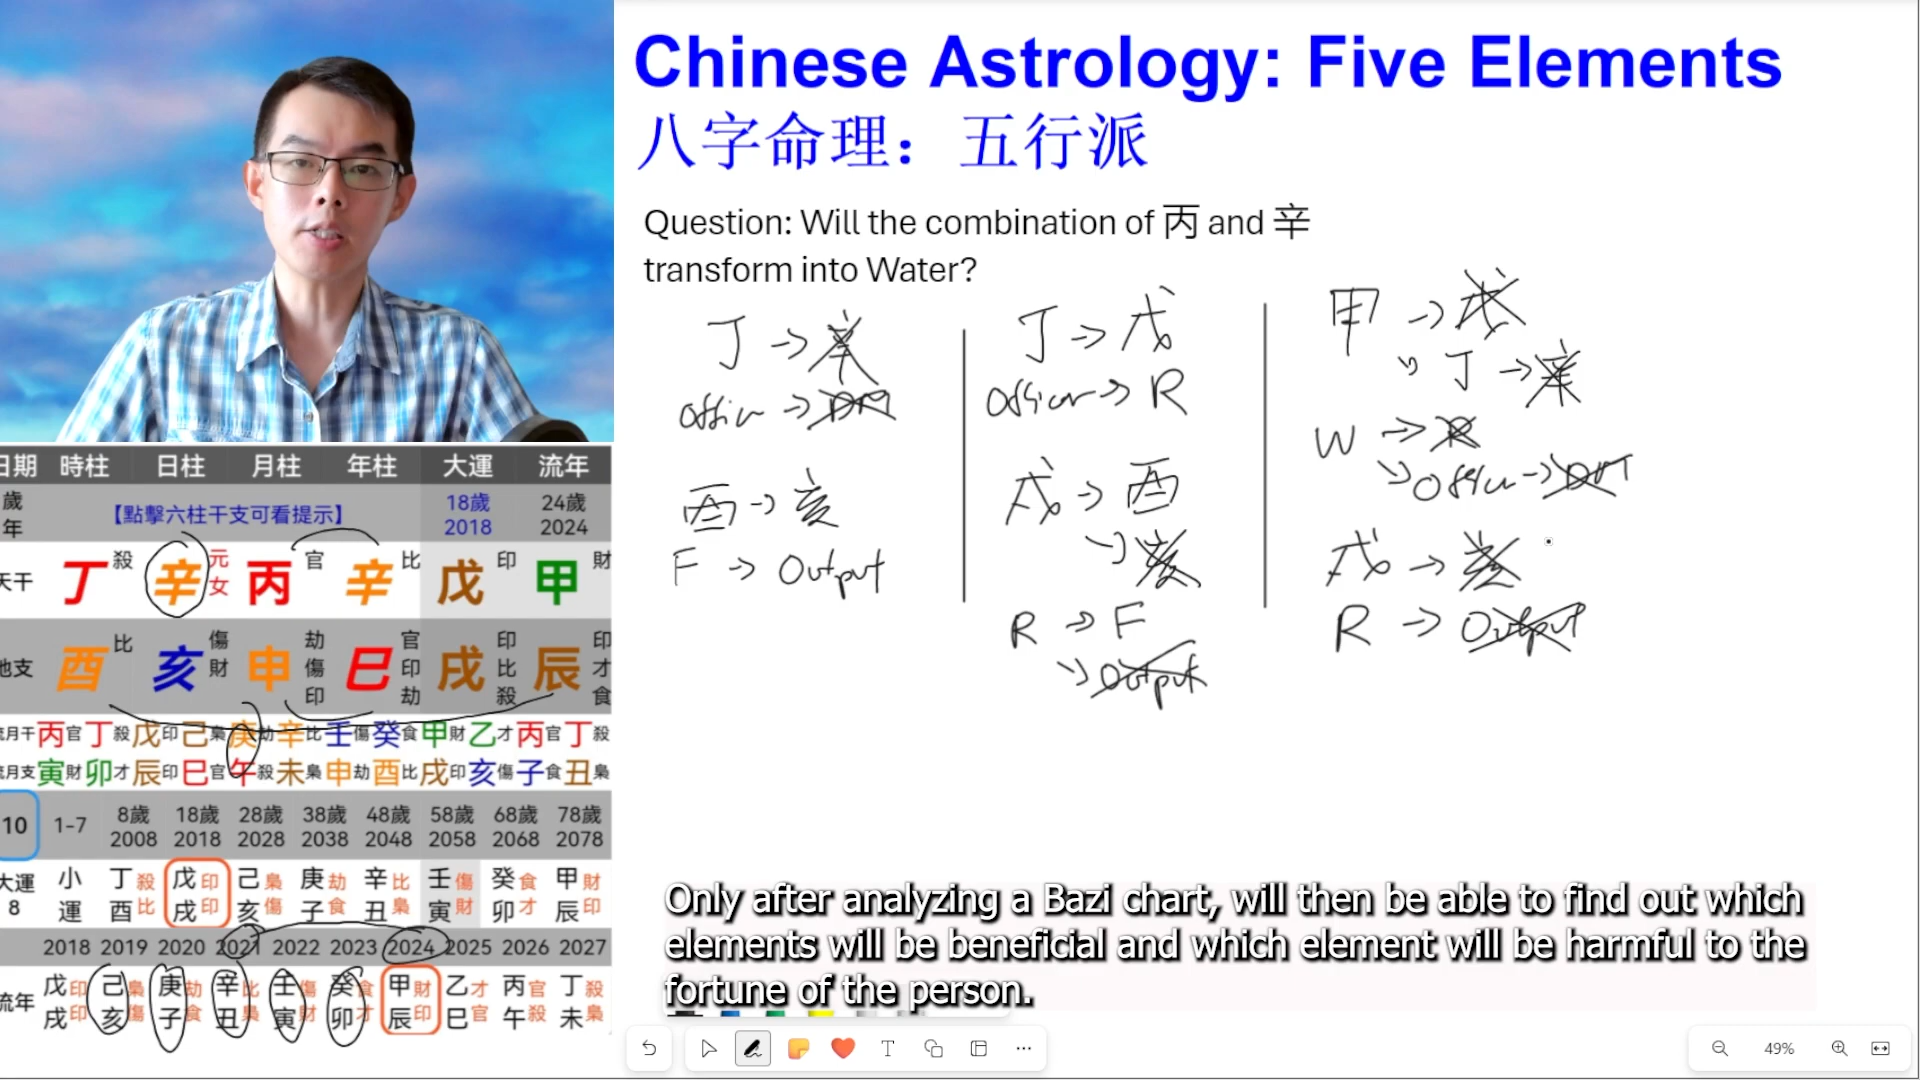 Chinese Astrology: Five Elements
八字命理：五行派
Question: Will the combination of 丙 and 辛
transform into Water?
丁 → 辛
officer → DM
酉 → 亥
F → Output
丁 → 戊
officer → R
戌 → 酉
→ 亥
R → F
→ Output
甲 → 戊
→ 丁 → 辛
W → R
→ officer → DM
戌 → 亥
R → Output
日期 時柱 日柱 月柱 年柱 大運 流年
歲 18歲 24歲
年 【點擊六柱干支可看提示】 2018 2024
天干 丁 殺 辛 元女 丙 官 辛 比 戊 印 甲 財
地支 酉 比 亥 傷財 申 劫傷印 巳 官印劫 戌 印比殺 辰 印才食
流月干 丙官 丁殺 戊印 己梟 庚劫 辛比 壬傷 癸食 甲財 乙才 丙官 丁殺
流月支 寅財 卯才 辰印 巳官 午殺 未梟 申劫 酉比 戌印 亥傷 子食 丑梟
10 1-7 8歲 18歲 28歲 38歲 48歲 58歲 68歲 78歲
2008 2018 2028 2038 2048 2058 2068 2078
大運 小 丁殺 戊印 己梟 庚劫 辛比 壬傷 癸食 甲財
8 運 酉比 戌印 亥傷 子食 丑梟 寅財 卯才 辰印
2018 2019 2020 2021 2022 2023 2024 2025 2026 2027
流年 戊印 己梟 庚劫 辛比 壬傷 癸食 甲財 乙才 丙官 丁殺
戌印 亥傷 子食 丑梟 寅財 卯才 辰印 巳官 午殺 未梟
Only after analyzing a Bazi chart, will then be able to find out which
elements will be beneficial and which element will be harmful to the
fortune of the person.
T
49%